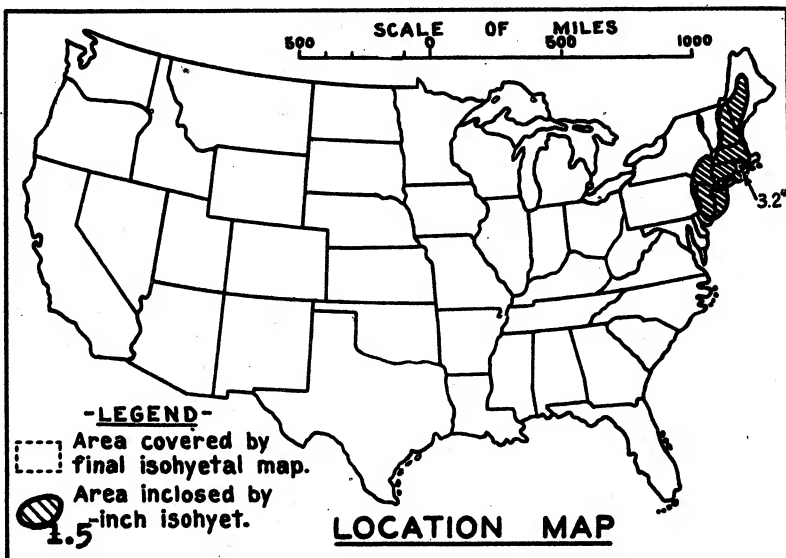 SCALE OF MILES
500 0 500 1000
3.2"
-LEGEND-
Area covered by
final isohyetal map.
Area inclosed by
1.5-inch isohyet.
LOCATION MAP